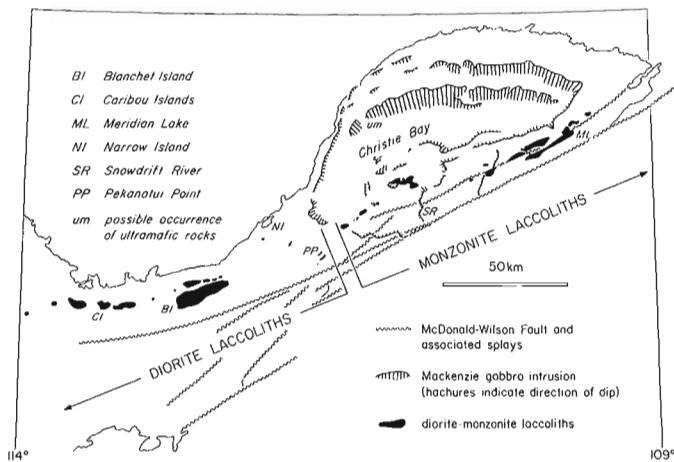 BI Blanchet Island
CI Caribou Islands
ML Meridian Lake
NI Narrow Island
SR Snowdrift River
PP Pekanatui Point
um possible occurrence
of ultramafic rocks
um
Christie Bay
ML
SR
NI
PP
BI
CI
MONZONITE LACCOLITHS
DIORITE LACCOLITHS
50km
McDonald-Wilson Fault and
associated splays
Mackenzie gabbro intrusion
(hachures indicate direction of dip)
diorite-monzonite laccoliths
114°
109°